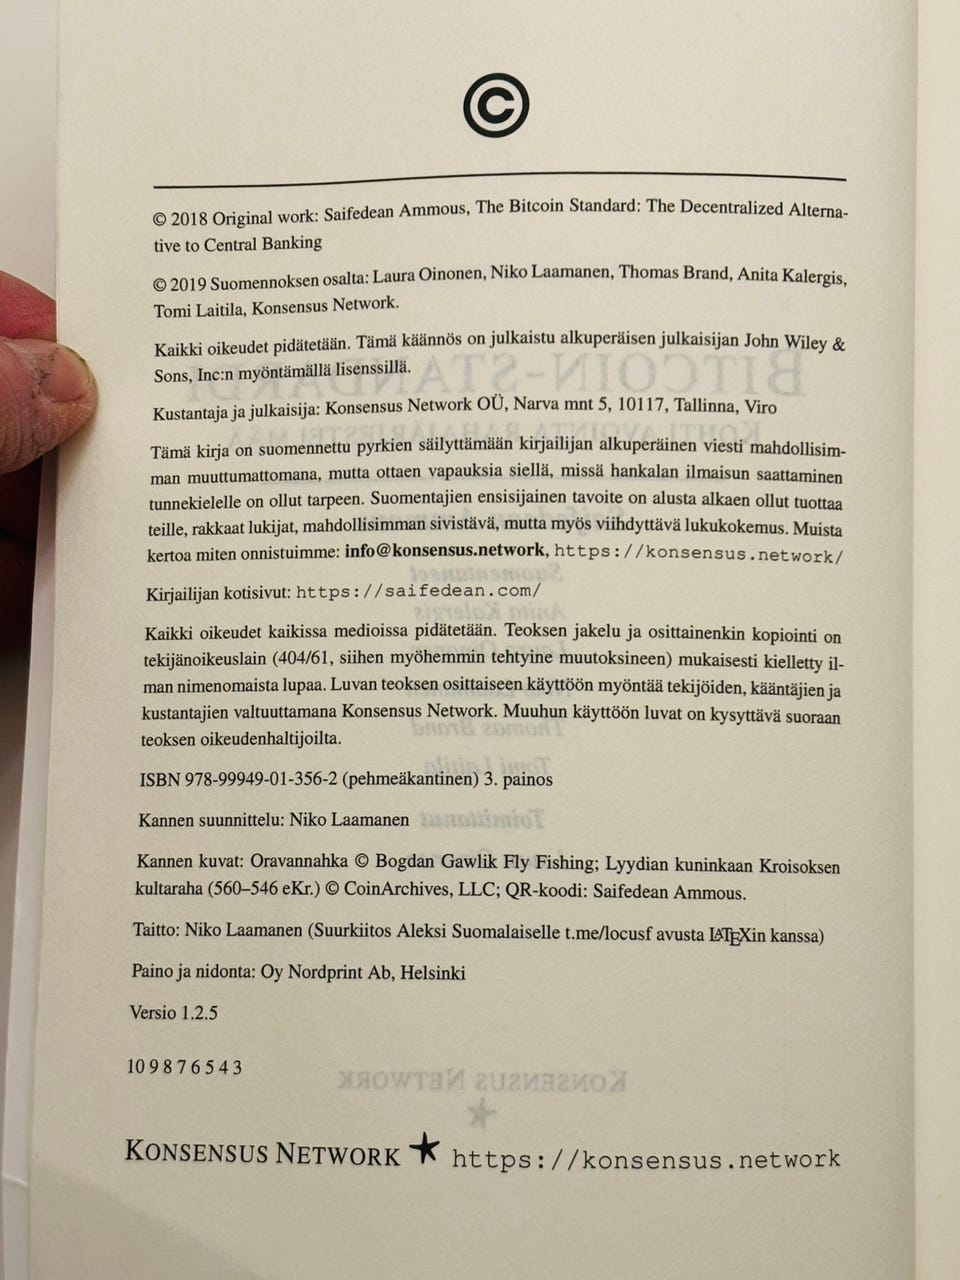 ©
© 2018 Original work: Saifedean Ammous, The Bitcoin Standard: The Decentralized Alterna-
tive to Central Banking
© 2019 Suomennoksen osalta: Laura Oinonen, Niko Laamanen, Thomas Brand, Anita Kalergis,
Tomi Laitila, Konsensus Network.
Kaikki oikeudet pidätetään. Tämä käännös on julkaistu alkuperäisen julkaisijan John Wiley &
Sons, Inc:n myöntämällä lisenssillä.
Kustantaja ja julkaisija: Konsensus Network OÜ, Narva mnt 5, 10117, Tallinna, Viro
Tämä kirja on suomennettu pyrkien säilyttämään kirjailijan alkuperäinen viesti mahdollisim-
man muuttumattomana, mutta ottaen vapauksia siellä, missä hankalan ilmaisun saattaminen
tunnekielelle on ollut tarpeen. Suomentajien ensisijainen tavoite on alusta alkaen ollut tuottaa
teille, rakkaat lukijat, mahdollisimman sivistävä, mutta myös viihdyttävä lukukokemus. Muista
kertoa miten onnistuimme: info@konsensus.network, https://konsensus.network/
Kirjailijan kotisivut: https://saifedean.com/
Kaikki oikeudet kaikissa medioissa pidätetään. Teoksen jakelu ja osittainenkin kopiointi on
tekijänoikeuslain (404/61, siihen myöhemmin tehtyine muutoksineen) mukaisesti kielletty il-
man nimenomaista lupaa. Luvan teoksen osittaiseen käyttöön myöntää tekijöiden, kääntäjien ja
kustantajien valtuuttamana Konsensus Network. Muuhun käyttöön luvat on kysyttävä suoraan
teoksen oikeudenhaltijoilta.
ISBN 978-99949-01-356-2 (pehmeäkantinen) 3. painos
Kannen suunnittelu: Niko Laamanen
Kannen kuvat: Oravannahka © Bogdan Gawlik Fly Fishing; Lyydian kuninkaan Kroisoksen
kultaraha (560–546 eKr.) © CoinArchives, LLC; QR-koodi: Saifedean Ammous.
Taitto: Niko Laamanen (Suurkiitos Aleksi Suomalaiselle t.me/locusf avusta LATEXin kanssa)
Paino ja nidonta: Oy Nordprint Ab, Helsinki
Versio 1.2.5
10 9 8 7 6 5 4 3
KONSENSUS NETWORK https://konsensus.network